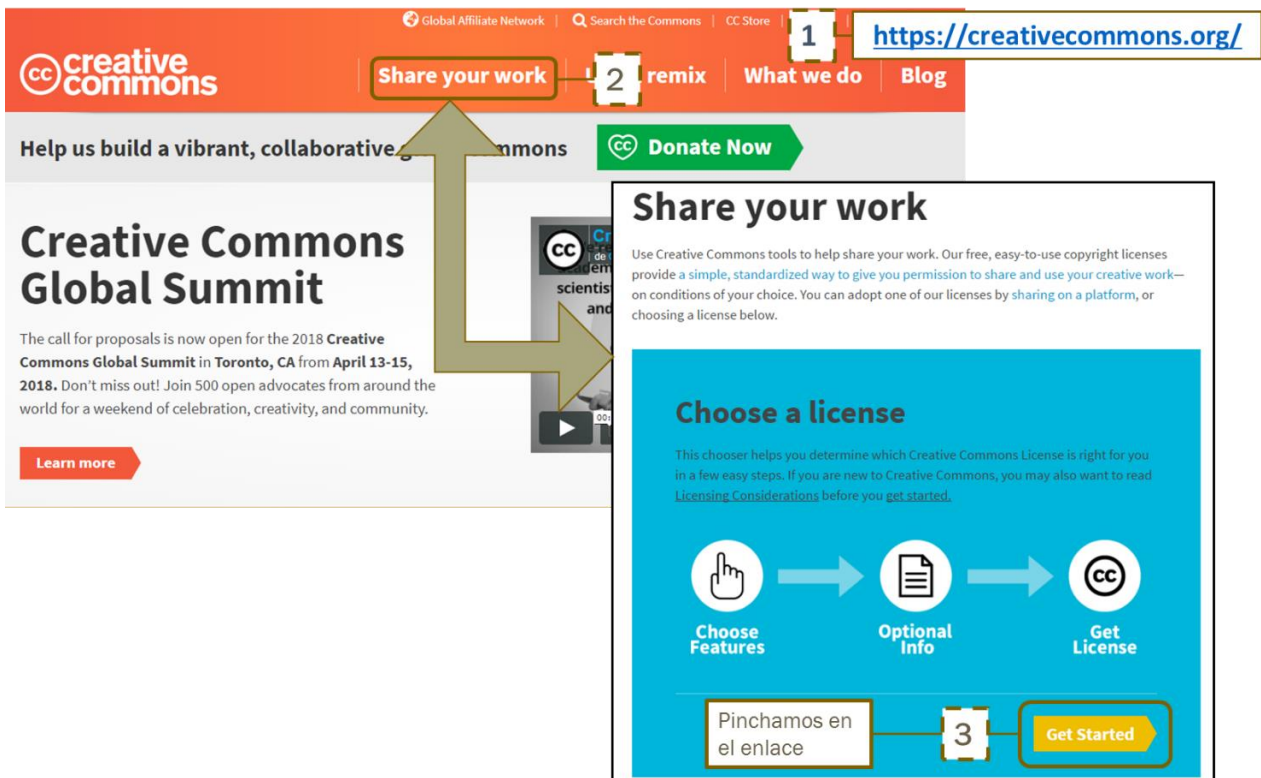 Global Affiliate Network | Search the Commons | CC Store |
1
https://creativecommons.org/
creative
commons
Share your work
2
remix
What we do
Blog
Help us build a vibrant, collaborative
mmons
Donate Now
Creative Commons
Global Summit
The call for proposals is now open for the 2018 Creative
Commons Global Summit in Toronto, CA from April 13-15,
2018. Don't miss out! Join 500 open advocates from around the
world for a weekend of celebration, creativity, and community.
Learn more
cc
scientis
and
Share your work
Use Creative Commons tools to help share your work. Our free, easy-to-use copyright licenses
provide a simple, standardized way to give you permission to share and use your creative work—
on conditions of your choice. You can adopt one of our licenses by sharing on a platform, or
choosing a license below.
Choose a license
This chooser helps you determine which Creative Commons License is right for you
in a few easy steps. If you are new to Creative Commons, you may also want to read
Licensing Considerations before you get started.
cc
Choose
Features
Optional
Info
Get
License
Pinchamos en
el enlace
3
Get Started